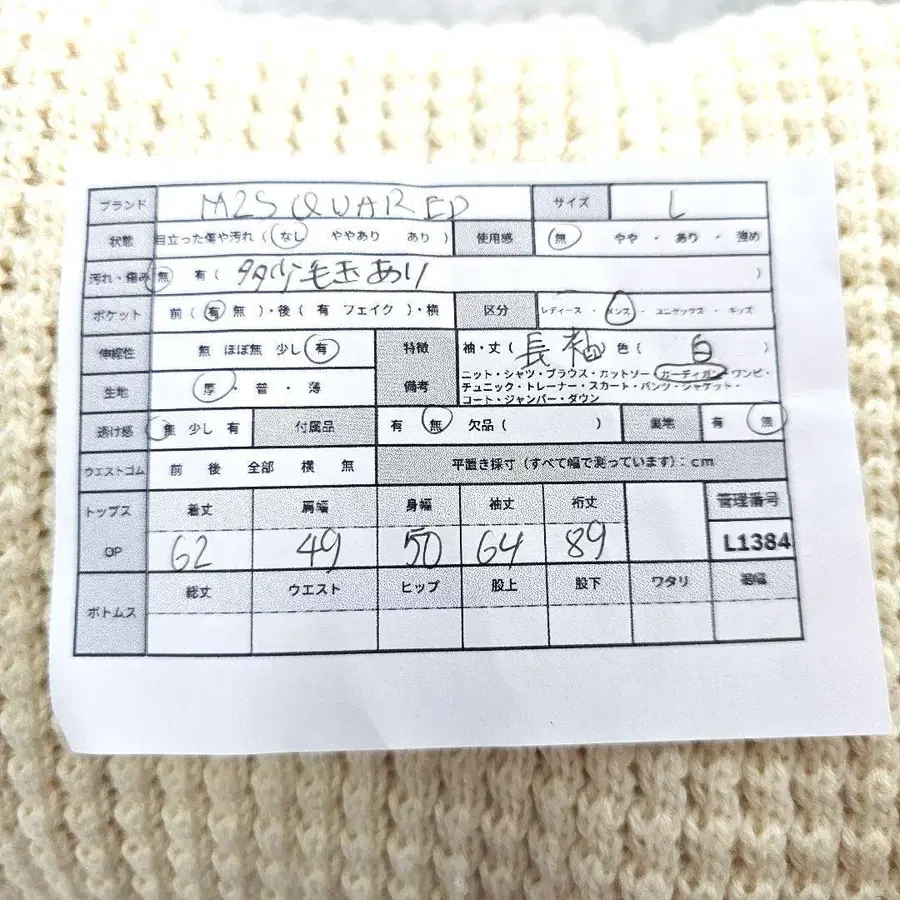 ブランド M2SQUARED サイズ L
状態 目立った傷や汚れ ( なし ややあり あり ) 使用感 無 やや ・ あり ・ 強め
汚れ・傷み 無 有 ( 多少毛玉あり )
ポケット 前 ( 有 無 )・後 ( 有 フェイク )・横 区分 レディース ・ メンズ ・ ユニセックス ・ キッズ
伸縮性 無 ほぼ無 少し 有 特徴 袖・丈 ( 長袖 ) 色 ( 白 )
備考 ニット・シャツ・ブラウス・カットソー・カーディガン・ワンピ・
生地 厚 ・ 普 ・ 薄 チュニック・トレーナー・スカート・パンツ・ジャケット・
コート・ジャンパー・ダウン
透け感 無 少し 有 付属品 有 無 欠品 ( ) 裏地 有 無
ウエストゴム 前 後 全部 横 無 平置き採寸 (すべて幅で測っています) : cm
トップス 着丈 肩幅 身幅 袖丈 裄丈 管理番号
OP 62 49 50 64 89 L1384
ボトムス 総丈 ウエスト ヒップ 股上 股下 ワタリ 裾幅